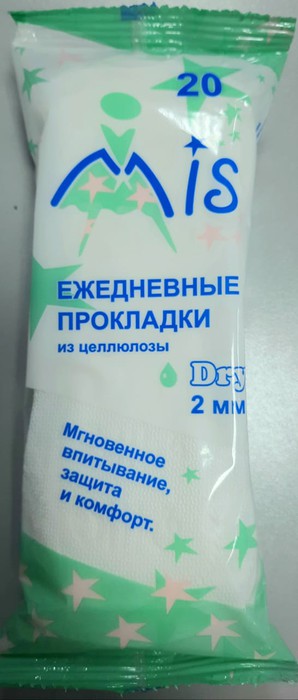 20
Mis
ЕЖЕДНЕВНЫЕ
ПРОКЛАДКИ
из целлюлозы
Dry
2 мм
Мгновенное
впитывание,
защита
и комфорт.